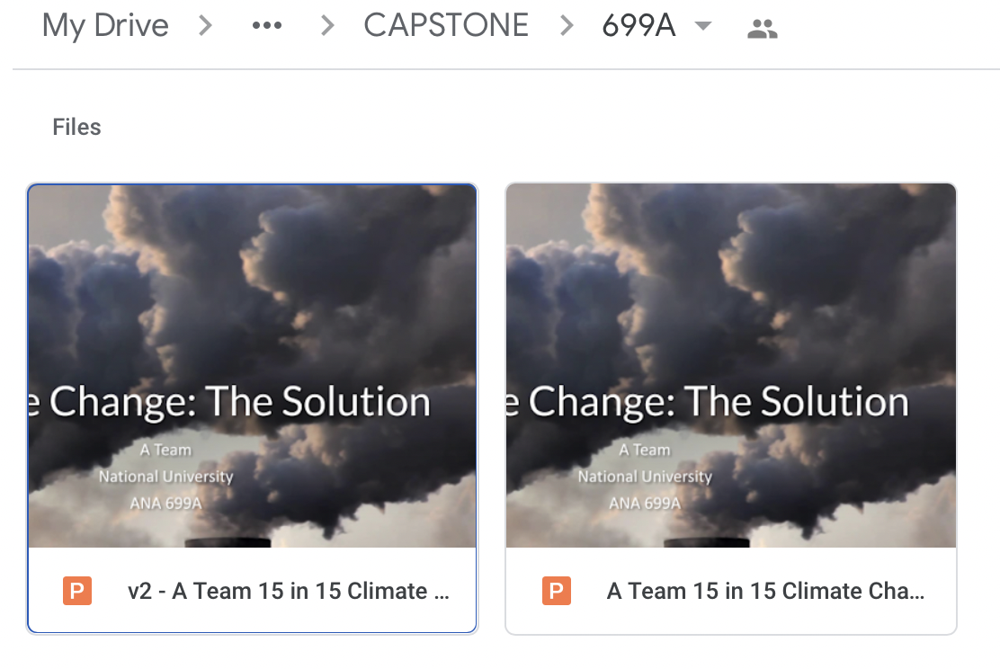 My Drive > ••• > CAPSTONE > 699A
Files
e Change: The Solution
A Team
National University
ANA 699A
P v2 - A Team 15 in 15 Climate ...
e Change: The Solution
A Team
National University
ANA 699A
P A Team 15 in 15 Climate Cha...